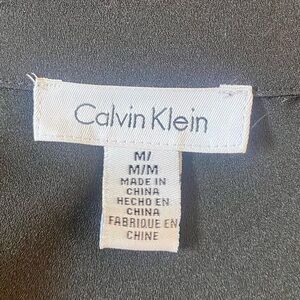 Calvin Klein
M/
M/M
MADE IN
CHINA
HECHO EN
CHINA
FABRIQUE EN
CHINE